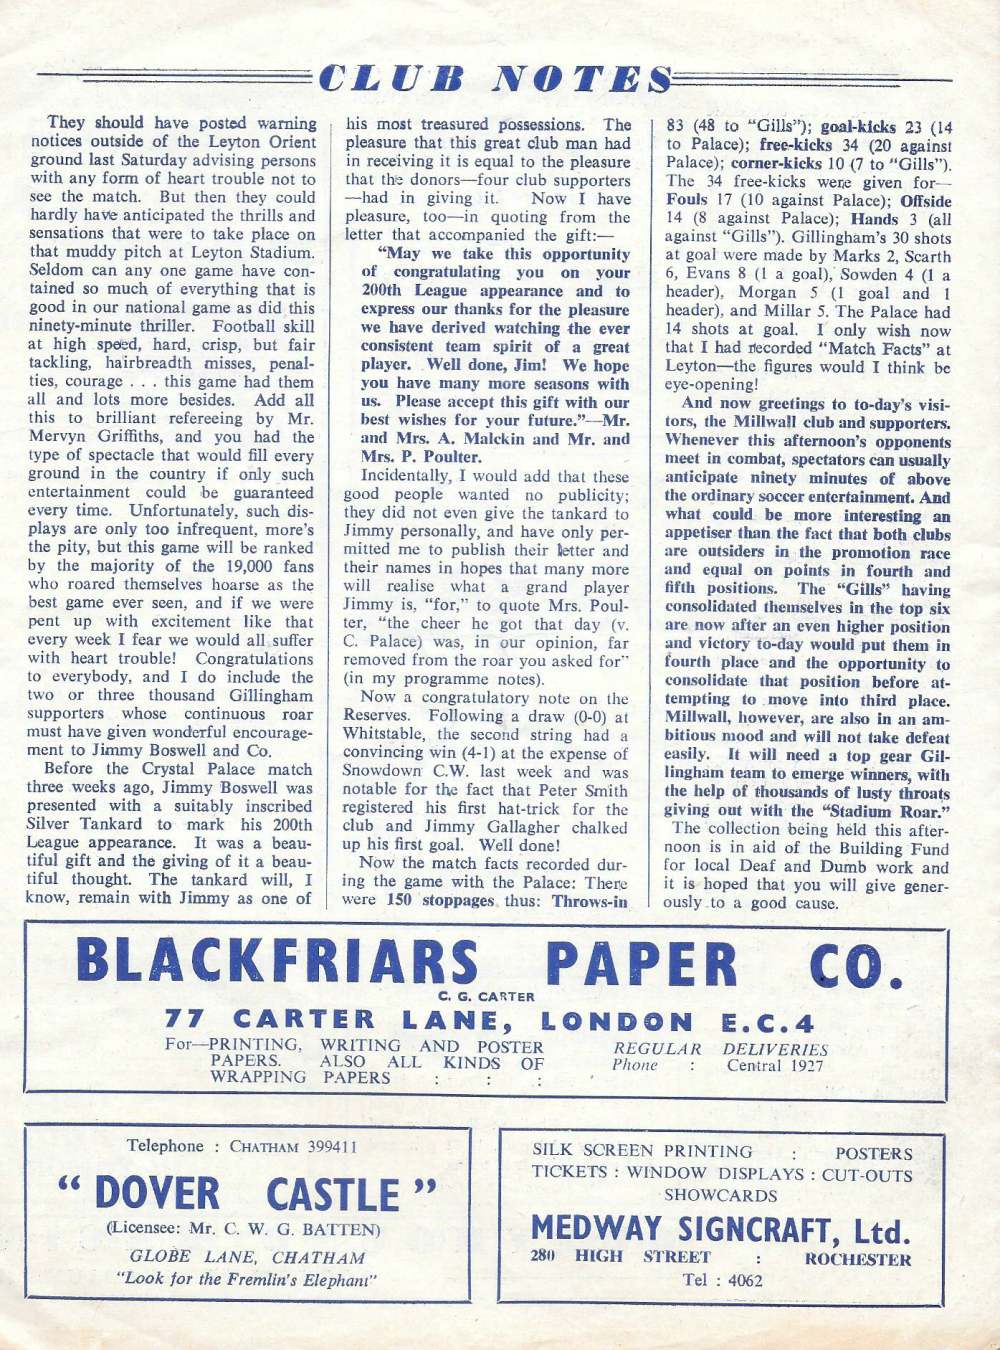 CLUB NOTES
They should have posted warning
notices outside of the Leyton Orient
ground last Saturday advising persons
with any form of heart trouble not to
see the match. But then they could
hardly have anticipated the thrills and
sensations that were to take place on
that muddy pitch at Leyton Stadium.
Seldom can any one game have con-
tained so much of everything that is
good in our national game as did this
ninety-minute thriller. Football skill
at high speed, hard, crisp, but fair
tackling, hairbreadth misses, penal-
ties, courage . . . this game had them
all and lots more besides. Add all
this to brilliant refereeing by Mr.
Mervyn Griffiths, and you had the
type of spectacle that would fill every
ground in the country if only such
entertainment could be guaranteed
every time. Unfortunately, such dis-
plays are only too infrequent, more's
the pity, but this game will be ranked
by the majority of the 19,000 fans
who roared themselves hoarse as the
best game ever seen, and if we were
pent up with excitement like that
every week I fear we would all suffer
with heart trouble! Congratulations
to everybody, and I do include the
two or three thousand Gillingham
supporters whose continuous roar
must have given wonderful encourage-
ment to Jimmy Boswell and Co.
Before the Crystal Palace match
three weeks ago, Jimmy Boswell was
presented with a suitably inscribed
Silver Tankard to mark his 200th
League appearance. It was a beau-
tiful gift and the giving of it a beau-
tiful thought. The tankard will, I
know, remain with Jimmy as one of
his most treasured possessions. The
pleasure that this great club man had
in receiving it is equal to the pleasure
that the donors—four club supporters
—had in giving it. Now I have
pleasure, too—in quoting from the
letter that accompanied the gift:—
"May we take this opportunity
of congratulating you on your
200th League appearance and to
express our thanks for the pleasure
we have derived watching the ever
consistent team spirit of a great
player. Well done, Jim! We hope
you have many more seasons with
us. Please accept this gift with our
best wishes for your future."—Mr.
and Mrs. A. Malckin and Mr. and
Mrs. P. Poulter.
Incidentally, I would add that these
good people wanted no publicity;
they did not even give the tankard to
Jimmy personally, and have only per-
mitted me to publish their letter and
their names in hopes that many more
will realise what a grand player
Jimmy is, "for," to quote Mrs. Poul-
ter, "the cheer he got that day (v.
C. Palace) was, in our opinion, far
removed from the roar you asked for"
(in my programme notes).
Now a congratulatory note on the
Reserves. Following a draw (0-0) at
Whitstable, the second string had a
convincing win (4-1) at the expense of
Snowdown C.W. last week and was
notable for the fact that Peter Smith
registered his first hat-trick for the
club and Jimmy Gallagher chalked
up his first goal. Well done!
Now the match facts recorded dur-
ing the game with the Palace: There
were 150 stoppages thus: Throws-in
83 (48 to "Gills"); goal-kicks 23 (14
to Palace); free-kicks 34 (20 against
Palace); corner-kicks 10 (7 to "Gills").
The 34 free-kicks were given for—
Fouls 17 (10 against Palace); Offside
14 (8 against Palace); Hands 3 (all
against "Gills"). Gillingham's 30 shots
at goal were made by Marks 2, Scarth
6, Evans 8 (1 a goal), Sowden 4 (1 a
header), Morgan 5 (1 goal and 1
header), and Millar 5. The Palace had
14 shots at goal. I only wish now
that I had recorded "Match Facts" at
Leyton—the figures would I think be
eye-opening!
And now greetings to to-day's visi-
tors, the Millwall club and supporters.
Whenever this afternoon's opponents
meet in combat, spectators can usually
anticipate ninety minutes of above
the ordinary soccer entertainment. And
what could be more interesting an
appetiser than the fact that both clubs
are outsiders in the promotion race
and equal on points in fourth and
fifth positions. The "Gills" having
consolidated themselves in the top six
are now after an even higher position
and victory to-day would put them in
fourth place and the opportunity to
consolidate that position before at-
tempting to move into third place.
Millwall, however, are also in an am-
bitious mood and will not take defeat
easily. It will need a top gear Gil-
lingham team to emerge winners, with
the help of thousands of lusty throats
giving out with the "Stadium Roar."
The collection being held this after-
noon is in aid of the Building Fund
for local Deaf and Dumb work and
it is hoped that you will give gener-
ously to a good cause.
BLACKFRIARS PAPER CO.
C. G. CARTER
77 CARTER LANE, LONDON E.C.4
For—PRINTING, WRITING AND POSTER
PAPERS. ALSO ALL KINDS OF
WRAPPING PAPERS : : :
REGULAR DELIVERIES
Phone : Central 1927
Telephone : CHATHAM 399411
"DOVER CASTLE"
(Licensee: Mr. C. W. G. BATTEN)
GLOBE LANE, CHATHAM
"Look for the Fremlin's Elephant"
SILK SCREEN PRINTING : POSTERS
TICKETS : WINDOW DISPLAYS : CUT-OUTS
SHOWCARDS
MEDWAY SIGNCRAFT, Ltd.
280 HIGH STREET : ROCHESTER
Tel : 4062